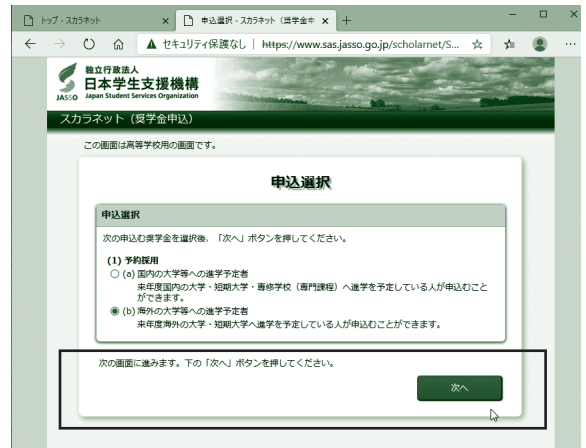 トップ - スカラネット
申込選択 - スカラネット（奨学金申
セキュリティ保護なし | https://www.sas.jasso.go.jp/scholarnet/S...
独立行政法人
日本学生支援機構
JASSO Japan Student Services Organization
スカラネット（奨学金申込）
この画面は高等学校用の画面です。
申込選択
申込選択
次の申込む奨学金を選択後、「次へ」ボタンを押してください。
(1) 予約採用
(a) 国内の大学等への進学予定者
来年度国内の大学・短期大学・専修学校（専門課程）へ進学を予定している人が申込むこと
ができます。
(b) 海外の大学等への進学予定者
来年度海外の大学・短期大学へ進学を予定している人が申込むことができます。
次の画面に進みます。下の「次へ」ボタンを押してください。
次へ